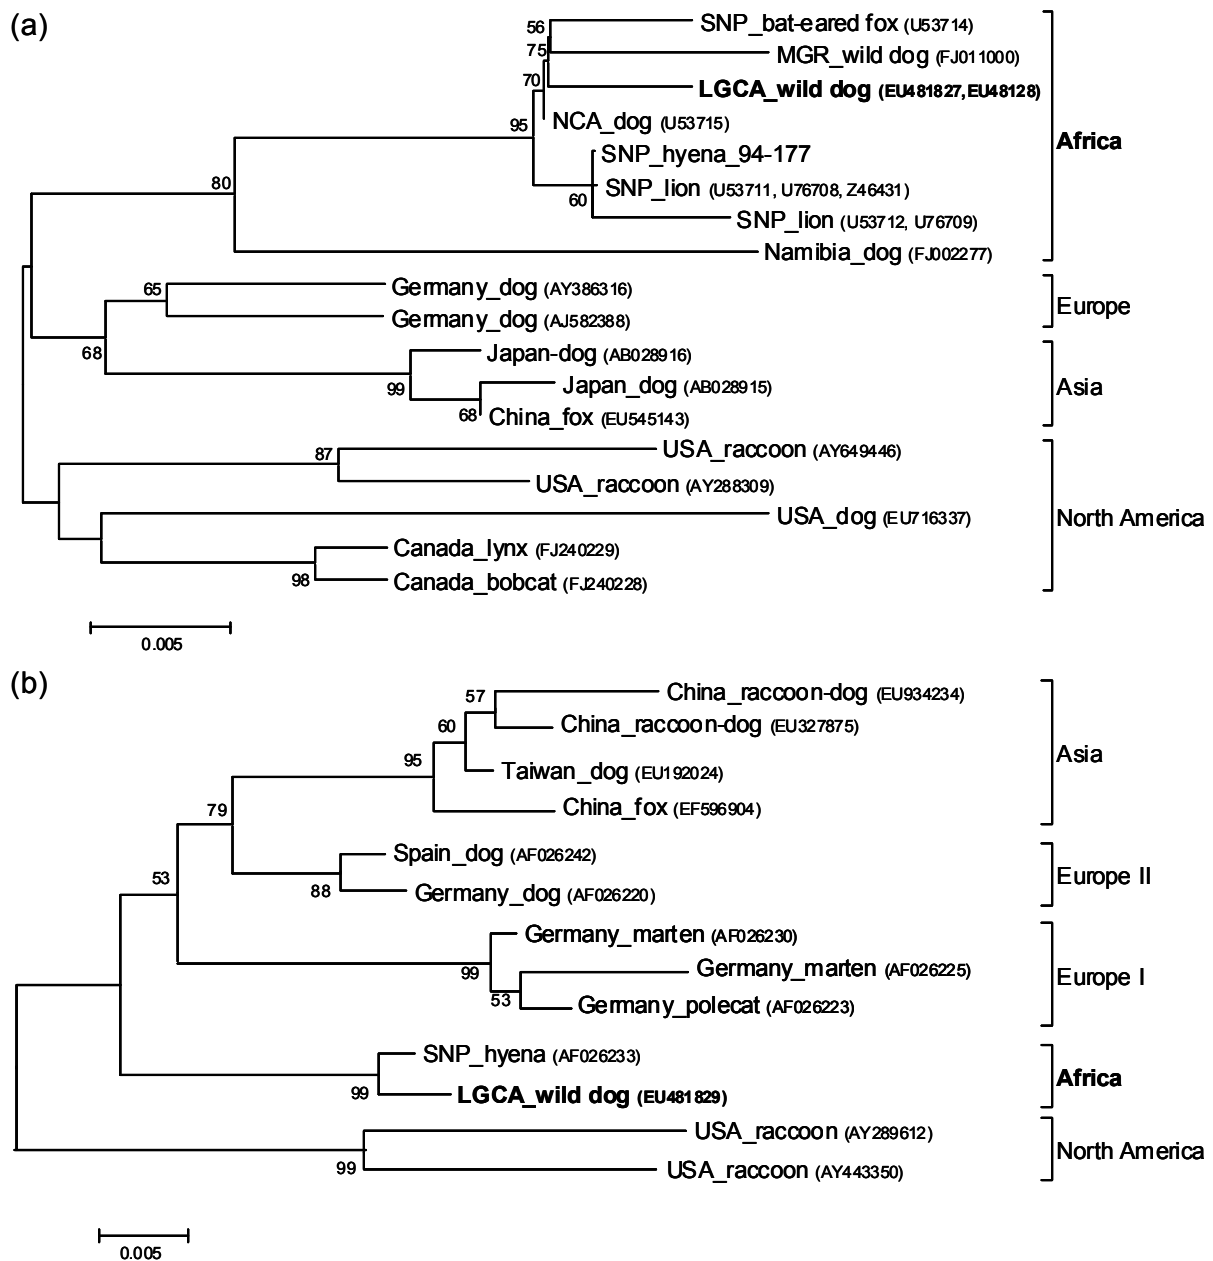 (a)
56
SNP_bat-eared fox (U53714)
75
MGR_wild dog (FJ011000)
70
LGCA_wild dog (EU481827,EU48128)
95
NCA_dog (U53715)
Africa
SNP_hyena_94-177
80
SNP_lion (U53711, U76708, Z46431)
60
SNP_lion (U53712, U76709)
Namibia_dog (FJ002277)
65
Germany_dog (AY386316)
Europe
Germany_dog (AJ582388)
68
Japan-dog (AB028916)
99
Japan_dog (AB028915)
Asia
68
China_fox (EU545143)
87
USA_raccoon (AY649446)
USA_raccoon (AY288309)
USA_dog (EU716337)
North America
Canada_lynx (FJ240229)
98
Canada_bobcat (FJ240228)
0.005
(b)
57
China_raccoon-dog (EU934234)
60
China_raccoon-dog (EU327875)
95
Asia
Taiwan_dog (EU192024)
79
China_fox (EF596904)
53
Spain_dog (AF026242)
Europe II
88
Germany_dog (AF026220)
Germany_marten (AF026230)
99
Germany_marten (AF026225)
Europe I
53
Germany_polecat (AF026223)
SNP_hyena (AF026233)
Africa
99
LGCA_wild dog (EU481829)
USA_raccoon (AY289612)
North America
99
USA_raccoon (AY443350)
0.005